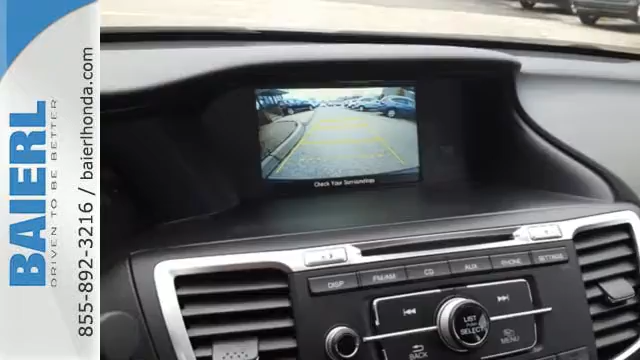 BAIERL
DRIVEN TO BE BETTER
855-892-3216 / baierlhonda.com
Check Your Surroundings
DISP FM/AM CD AUX PHONE SETTINGS
LIST
SELECT
BACK
MENU